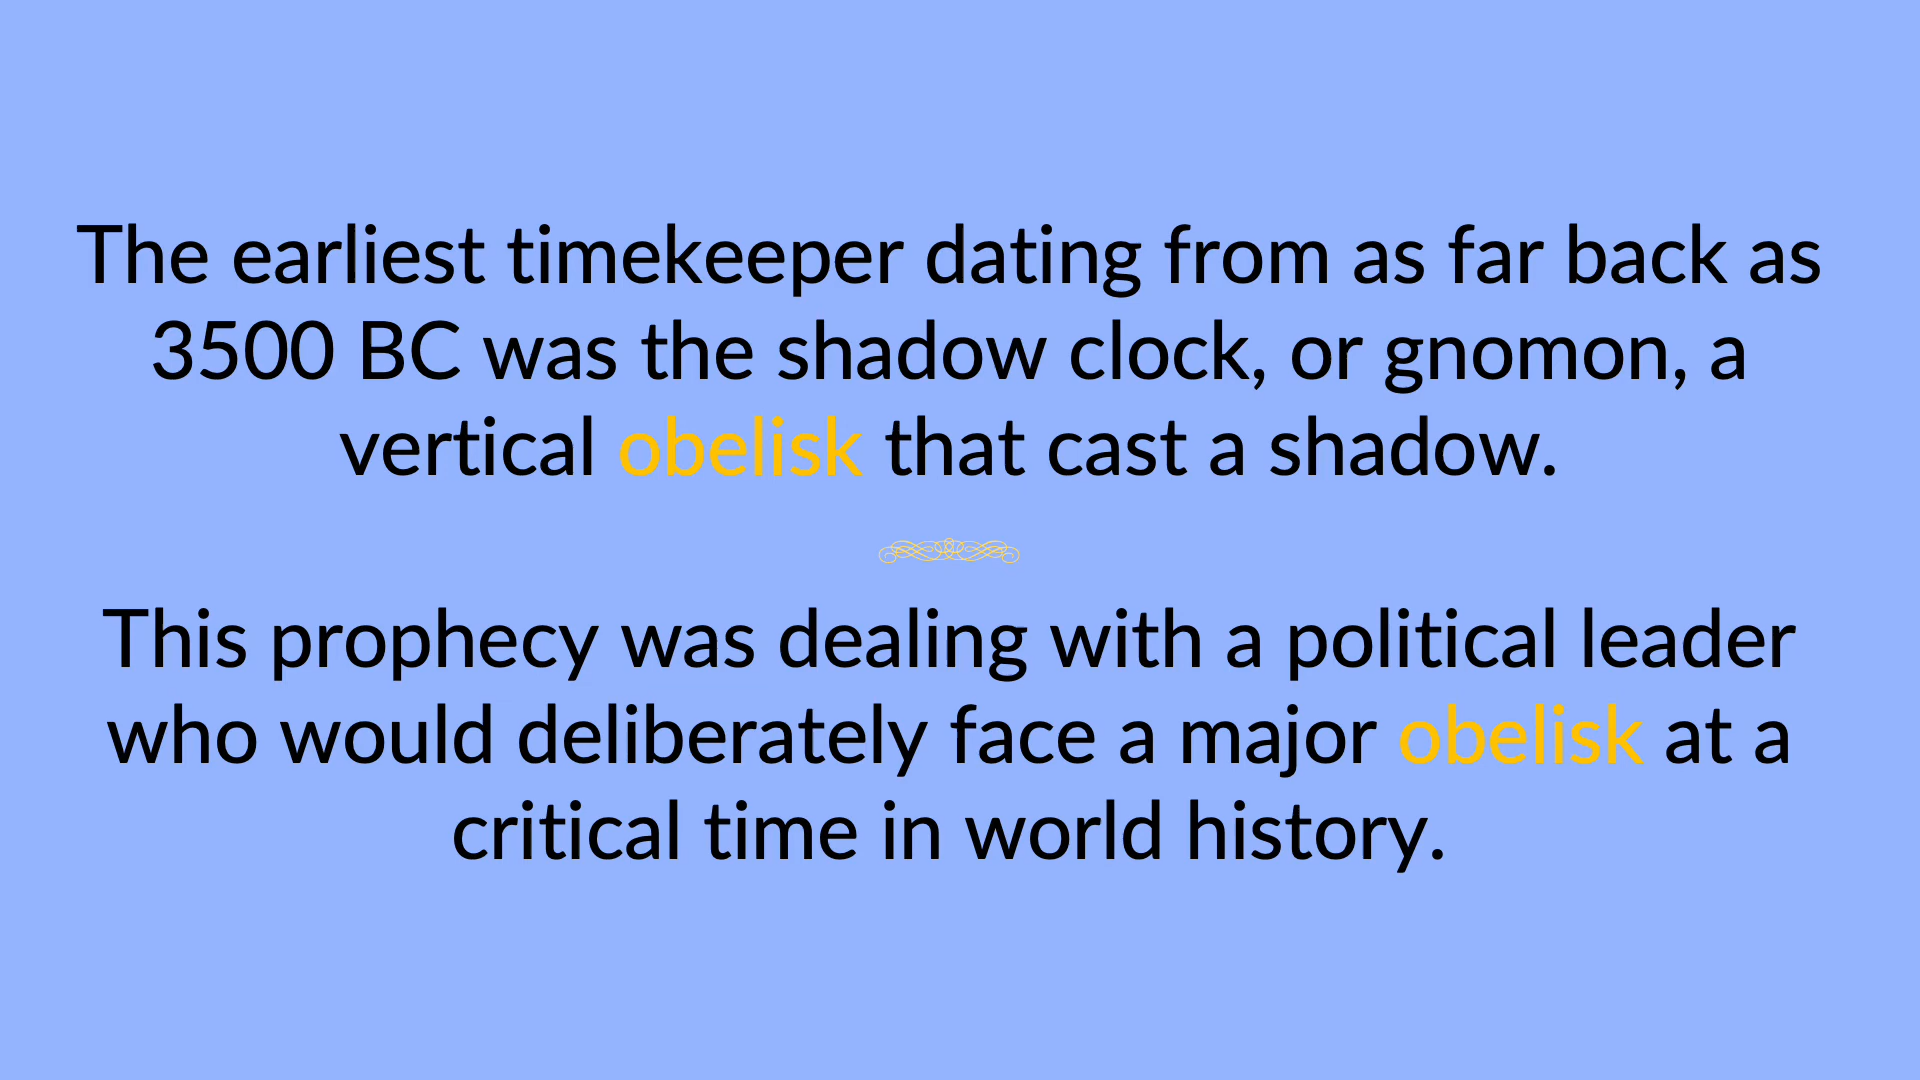 The earliest timekeeper dating from as far back as
3500 BC was the shadow clock, or gnomon, a
vertical obelisk that cast a shadow.
This prophecy was dealing with a political leader
who would deliberately face a major obelisk at a
critical time in world history.